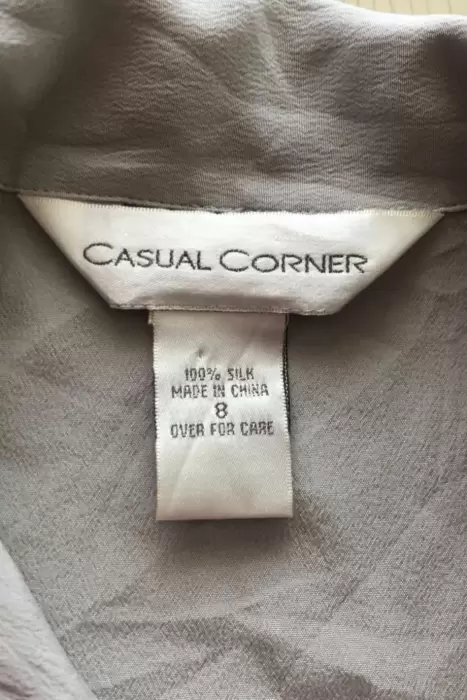 CASUAL CORNER
100% SILK
MADE IN CHINA
8
OVER FOR CARE